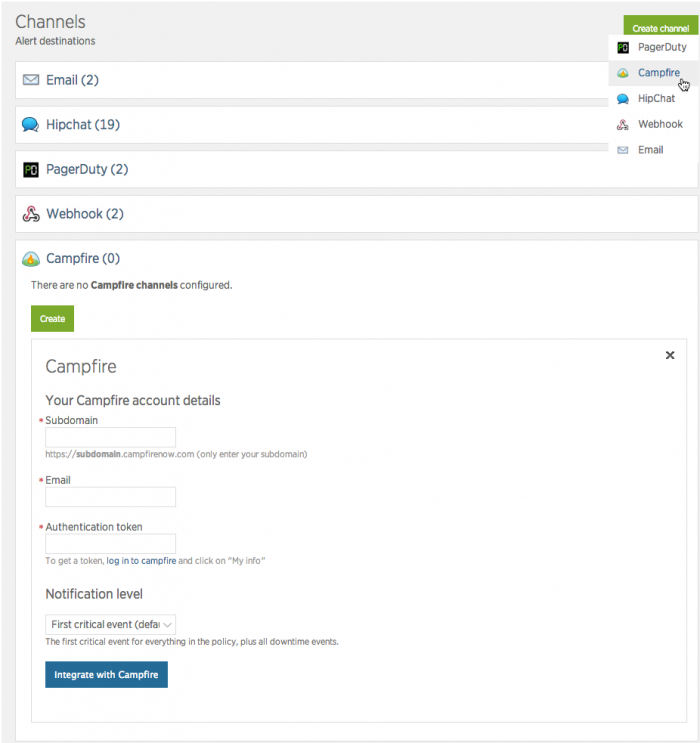 Channels
Alert destinations
Create channel
PagerDuty
Campfire
HipChat
Webhook
Email
Email (2)
Hipchat (19)
PD PagerDuty (2)
Webhook (2)
Campfire (0)
There are no Campfire channels configured.
Create
Campfire
Your Campfire account details
* Subdomain
https://subdomain.campfirenow.com (only enter your subdomain)
* Email
* Authentication token
To get a token, log in to campfire and click on "My info"
Notification level
First critical event (defau
The first critical event for everything in the policy, plus all downtime events.
Integrate with Campfire